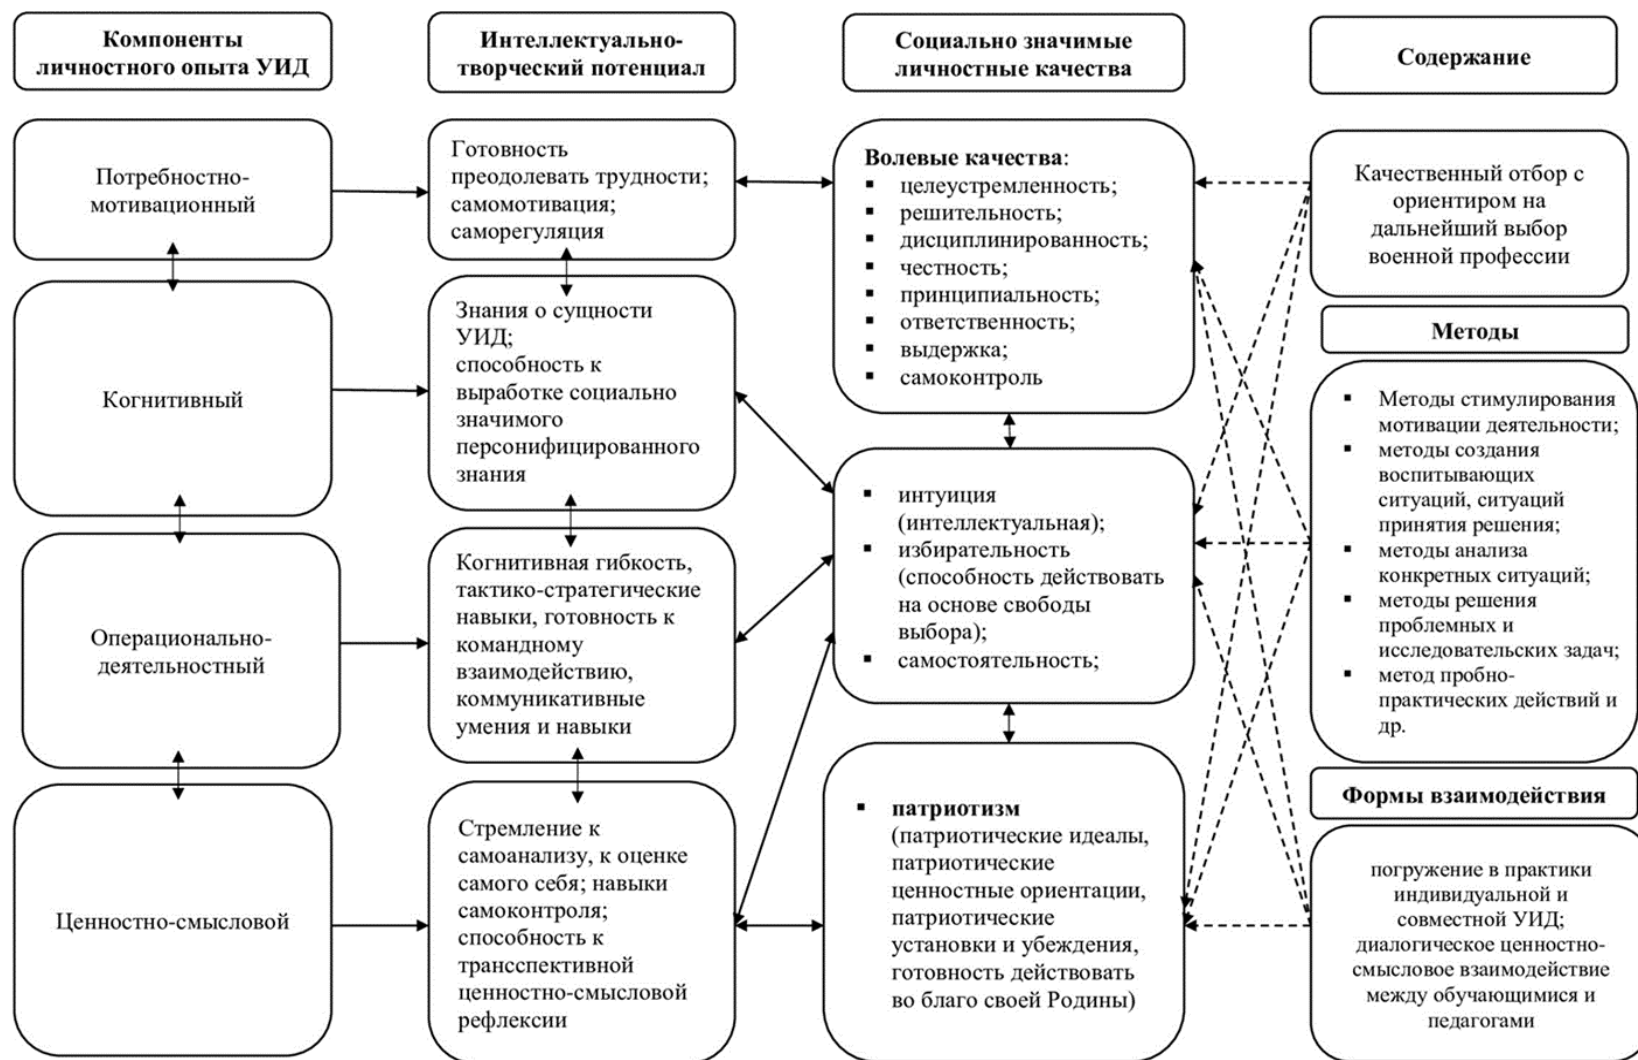 Компоненты
личностного опыта УИД
Потребностно-
мотивационный
Когнитивный
Операционально-
деятельностный
Ценностно-смысловой
Интеллектуально-
творческий потенциал
Готовность
преодолевать трудности;
самомотивация;
саморегуляция
Знания о сущности
УИД;
способность к
выработке социально
значимого
персонифицированного
знания
Когнитивная гибкость,
тактико-стратегические
навыки, готовность к
командному
взаимодействию,
коммуникативные
умения и навыки
Стремление к
самоанализу, к оценке
самого себя; навыки
самоконтроля;
способность к
трансспективной
ценностно-смысловой
рефлексии
Социально значимые
личностные качества
Волевые качества:
▪ целеустремленность;
▪ решительность;
▪ дисциплинированность;
▪ честность;
▪ принципиальность;
▪ ответственность;
▪ выдержка;
▪ самоконтроль
▪ интуиция
(интеллектуальная);
▪ избирательность
(способность действовать
на основе свободы
выбора);
▪ самостоятельность;
▪ патриотизм
(патриотические идеалы,
патриотические
ценностные ориентации,
патриотические
установки и убеждения,
готовность действовать
во благо своей Родины)
Содержание
Качественный отбор с
ориентиром на
дальнейший выбор
военной профессии
Методы
▪ Методы стимулирования
мотивации деятельности;
▪ методы создания
воспитывающих
ситуаций, ситуаций
принятия решения;
▪ методы анализа
конкретных ситуаций;
▪ методы решения
проблемных и
исследовательских задач;
▪ метод пробно-
практических действий и
др.
Формы взаимодействия
погружение в практики
индивидуальной и
совместной УИД;
диалогическое ценностно-
смысловое взаимодействие
между обучающимися и
педагогами